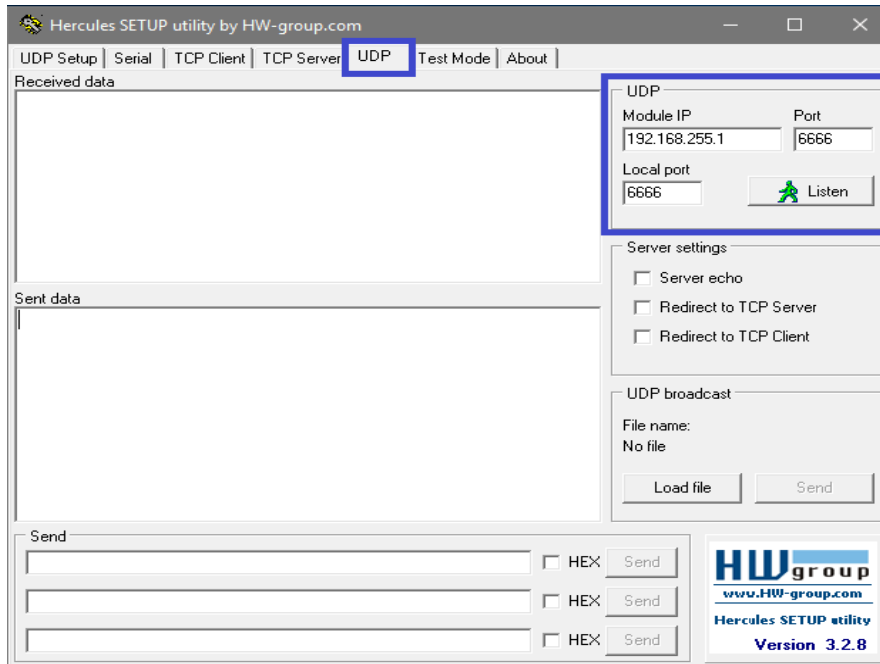 Hercules SETUP utility by HW-group.com
UDP Setup Serial TCP Client TCP Server UDP Test Mode About
Received data
UDP
Module IP Port
192.168.255.1 6666
Local port
6666 Listen
Server settings
Server echo
Redirect to TCP Server
Redirect to TCP Client
Sent data
UDP broadcast
File name:
No file
Load file Send
Send
HEX Send
HEX Send
HEX Send
HWgroup
www.HW-group.com
Hercules SETUP utility
Version 3.2.8